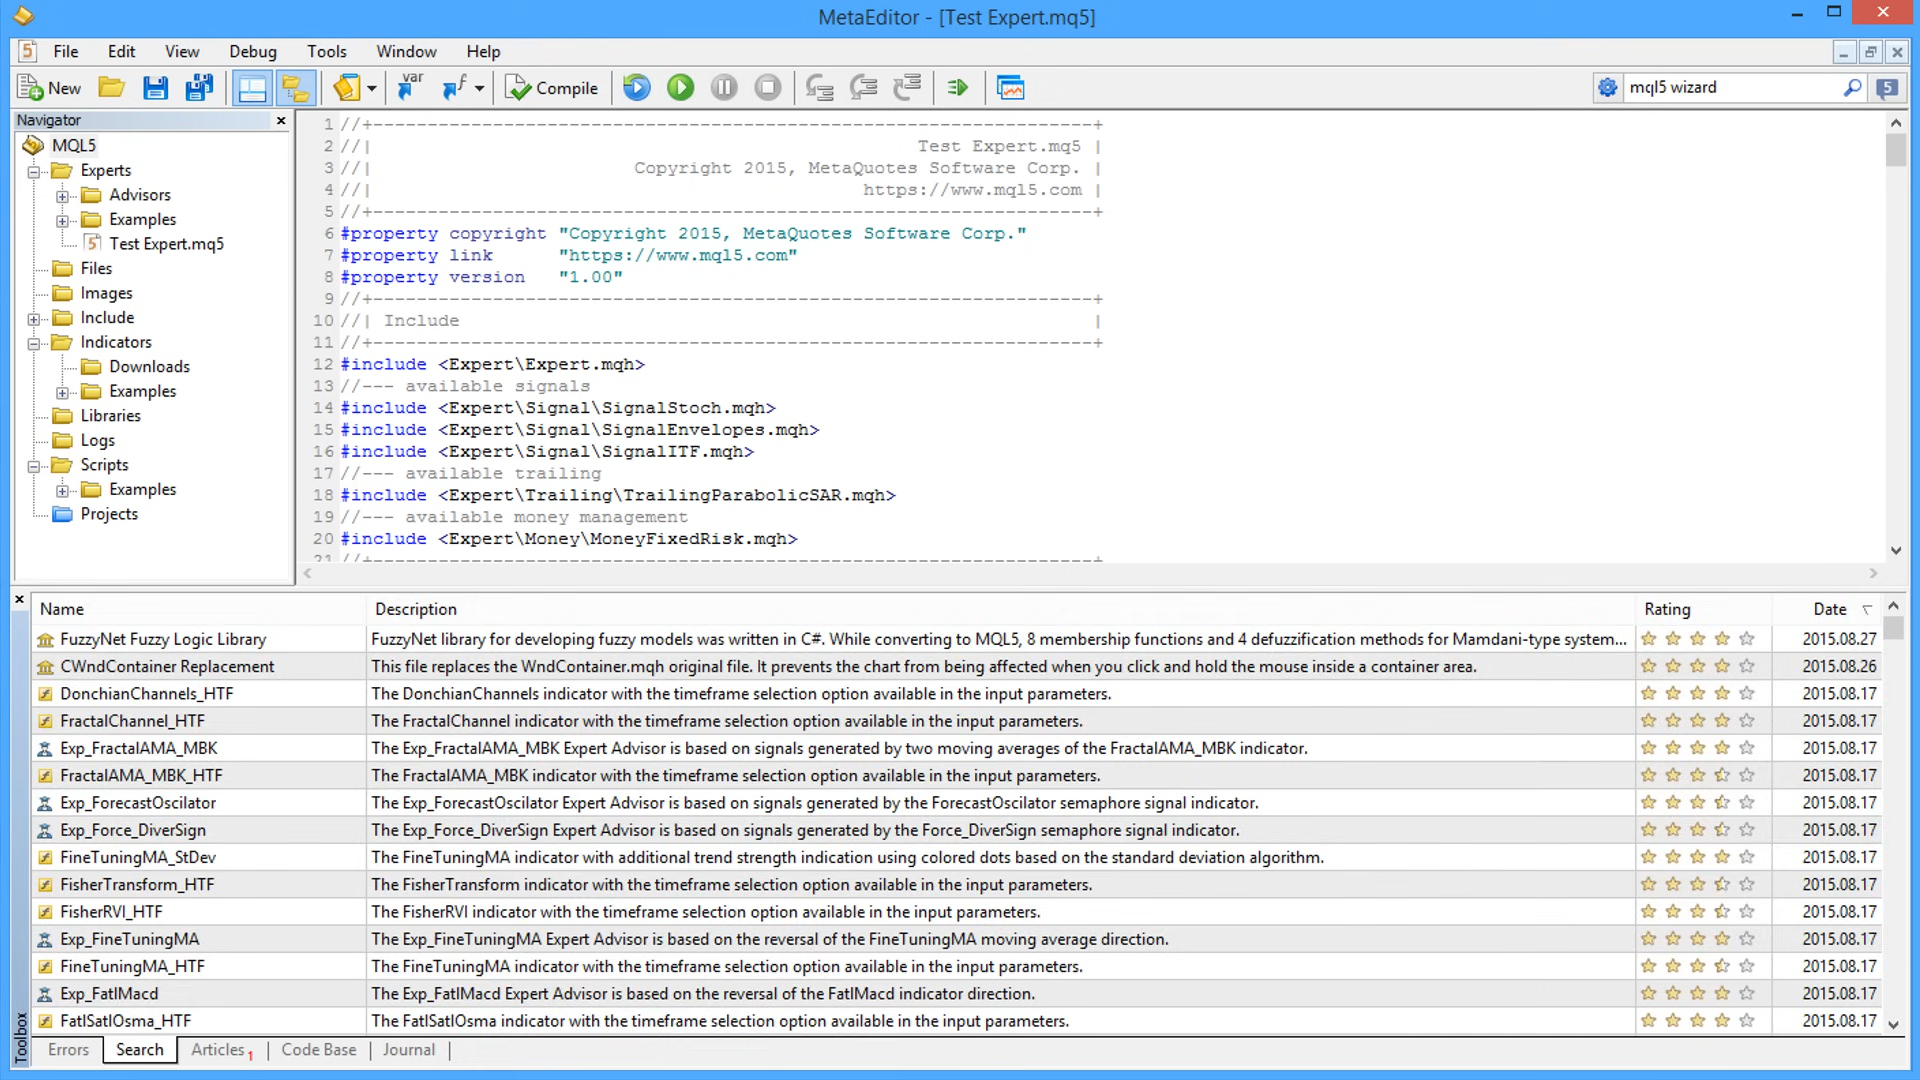 MetaEditor - [Test Expert.mq5]
File Edit View Debug Tools Window Help
New var Compile mql5 wizard 5
Navigator
MQL5
Experts
Advisors
Examples
Test Expert.mq5
Files
Images
Include
Indicators
Downloads
Examples
Libraries
Logs
Scripts
Examples
Projects
1 //+------------------------------------------------------------------+
2 //| Test Expert.mq5 |
3 //| Copyright 2015, MetaQuotes Software Corp. |
4 //| https://www.mql5.com |
5 //+------------------------------------------------------------------+
6 #property copyright "Copyright 2015, MetaQuotes Software Corp."
7 #property link "https://www.mql5.com"
8 #property version "1.00"
9 //+------------------------------------------------------------------+
10 //| Include |
11 //+------------------------------------------------------------------+
12 #include <Expert\Expert.mqh>
13 //--- available signals
14 #include <Expert\Signal\SignalStoch.mqh>
15 #include <Expert\Signal\SignalEnvelopes.mqh>
16 #include <Expert\Signal\SignalITF.mqh>
17 //--- available trailing
18 #include <Expert\Trailing\TrailingParabolicSAR.mqh>
19 //--- available money management
20 #include <Expert\Money\MoneyFixedRisk.mqh>
21 //+------------------------------------------------------------------+
Name Description Rating Date
FuzzyNet Fuzzy Logic Library FuzzyNet library for developing fuzzy models was written in C#. While converting to MQL5, 8 membership functions and 4 defuzzification methods for Mamdani-type system... 2015.08.27
CWndContainer Replacement This file replaces the WndContainer.mqh original file. It prevents the chart from being affected when you click and hold the mouse inside a container area. 2015.08.26
DonchianChannels_HTF The DonchianChannels indicator with the timeframe selection option available in the input parameters. 2015.08.17
FractalChannel_HTF The FractalChannel indicator with the timeframe selection option available in the input parameters. 2015.08.17
Exp_FractalAMA_MBK The Exp_FractalAMA_MBK Expert Advisor is based on signals generated by two moving averages of the FractalAMA_MBK indicator. 2015.08.17
FractalAMA_MBK_HTF The FractalAMA_MBK indicator with the timeframe selection option available in the input parameters. 2015.08.17
Exp_ForecastOscilator The Exp_ForecastOscilator Expert Advisor is based on signals generated by the ForecastOscilator semaphore signal indicator. 2015.08.17
Exp_Force_DiverSign The Exp_Force_DiverSign Expert Advisor is based on signals generated by the Force_DiverSign semaphore signal indicator. 2015.08.17
FineTuningMA_StDev The FineTuningMA indicator with additional trend strength indication using colored dots based on the standard deviation algorithm. 2015.08.17
FisherTransform_HTF The FisherTransform indicator with the timeframe selection option available in the input parameters. 2015.08.17
FisherRVI_HTF The FisherRVI indicator with the timeframe selection option available in the input parameters. 2015.08.17
Exp_FineTuningMA The Exp_FineTuningMA Expert Advisor is based on the reversal of the FineTuningMA moving average direction. 2015.08.17
FineTuningMA_HTF The FineTuningMA indicator with the timeframe selection option available in the input parameters. 2015.08.17
Exp_FatlMacd The Exp_FatlMacd Expert Advisor is based on the reversal of the FatlMacd indicator direction. 2015.08.17
FatlSatlOsma_HTF The FatlSatlOsma indicator with the timeframe selection option available in the input parameters. 2015.08.17
Toolbox
Errors Search Articles 1 Code Base Journal